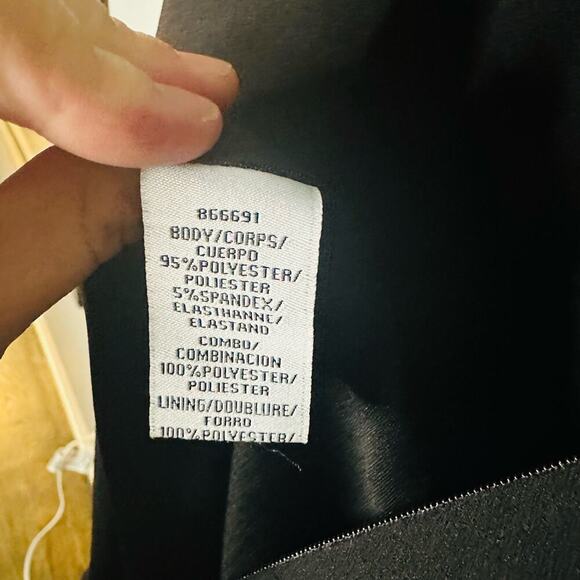 866691
BODY/CORPS/
CUERPO
95%POLYESTER/
POLIESTER
5%SPANDEX/
ELASTHANNE/
ELASTANO
COMBO/
COMBINACION
100%POLYESTER/
POLIESTER
LINING/DOUBLURE/
FORRO
100%POLYESTER/